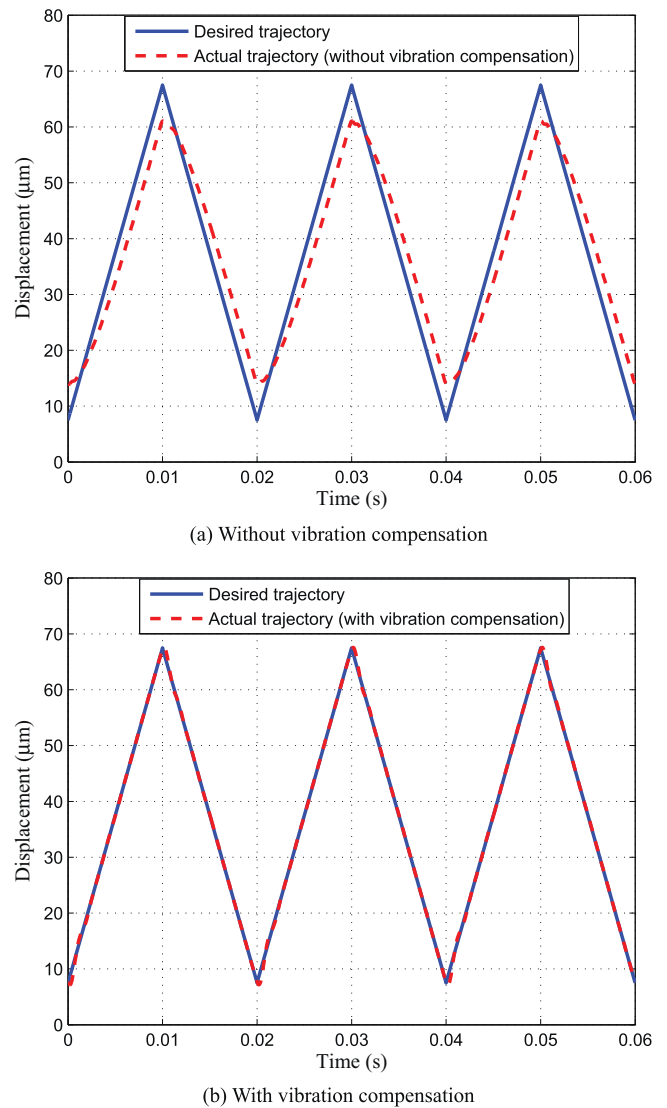 80
Desired trajectory
Actual trajectory (without vibration compensation)
70
60
50
40
30
20
10
0
Displacement (μm)
0 0.01 0.02 0.03 0.04 0.05 0.06
Time (s)
(a) Without vibration compensation
80
Desired trajectory
Actual trajectory (with vibration compensation)
70
60
50
40
30
20
10
0
Displacement (μm)
0 0.01 0.02 0.03 0.04 0.05 0.06
Time (s)
(b) With vibration compensation